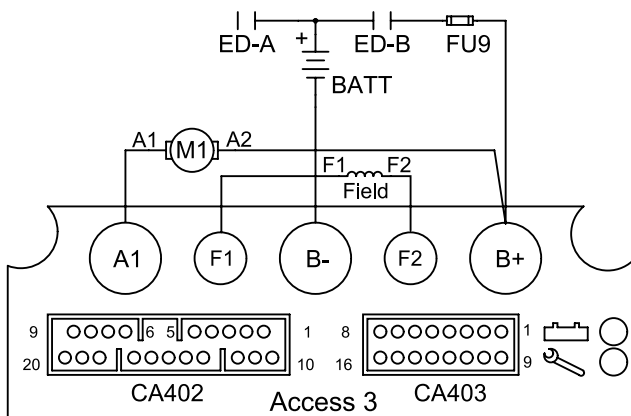 ED-A + ED-B FU9
BATT
A1 M1 A2
F1 F2
Field
A1 F1 B- F2 B+
9 6 5 1 8 1
20 10 16 9
CA402 CA403
Access 3